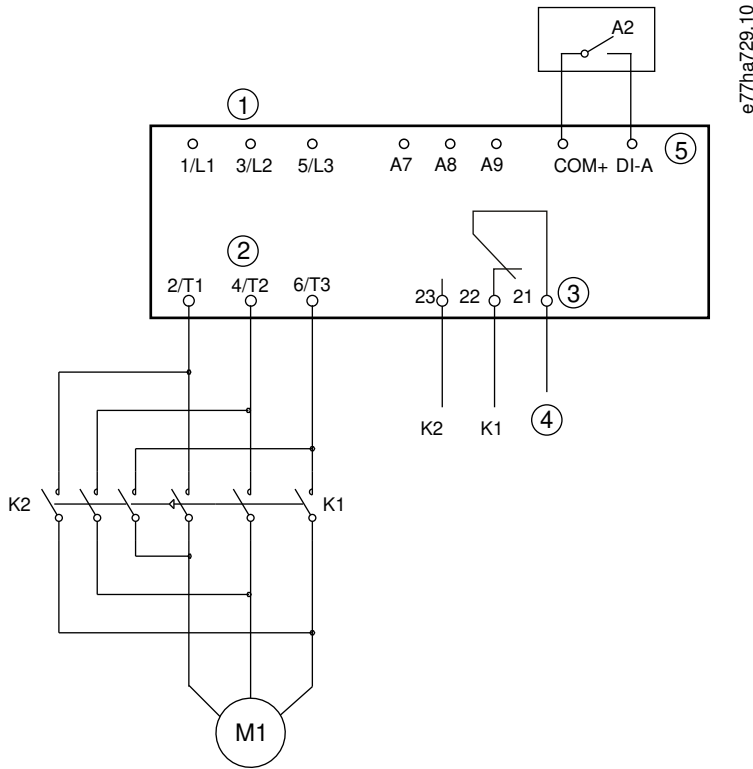 e77ha729.10
A2
1
1/L1 3/L2 5/L3 A7 A8 A9 COM+ DI-A 5
2
2/T1 4/T2 6/T3 23 22 21 3
K2 K1 4
K2 K1
M1